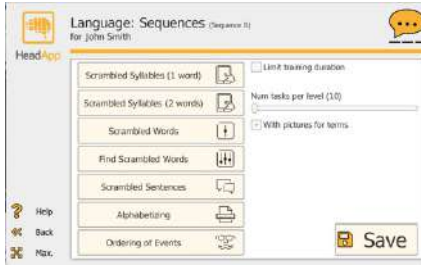 Language: Sequences (Sequence II)
for John Smith
HeadApp
Scrambled Syllables (1 word)
Scrambled Syllables (2 words)
Scrambled Words
Find Scrambled Words
Scrambled Sentences
Alphabetizing
Ordering of Events
Limit training duration
Num tasks per level (10)
With pictures for terms
Help
Back
Max.
Save